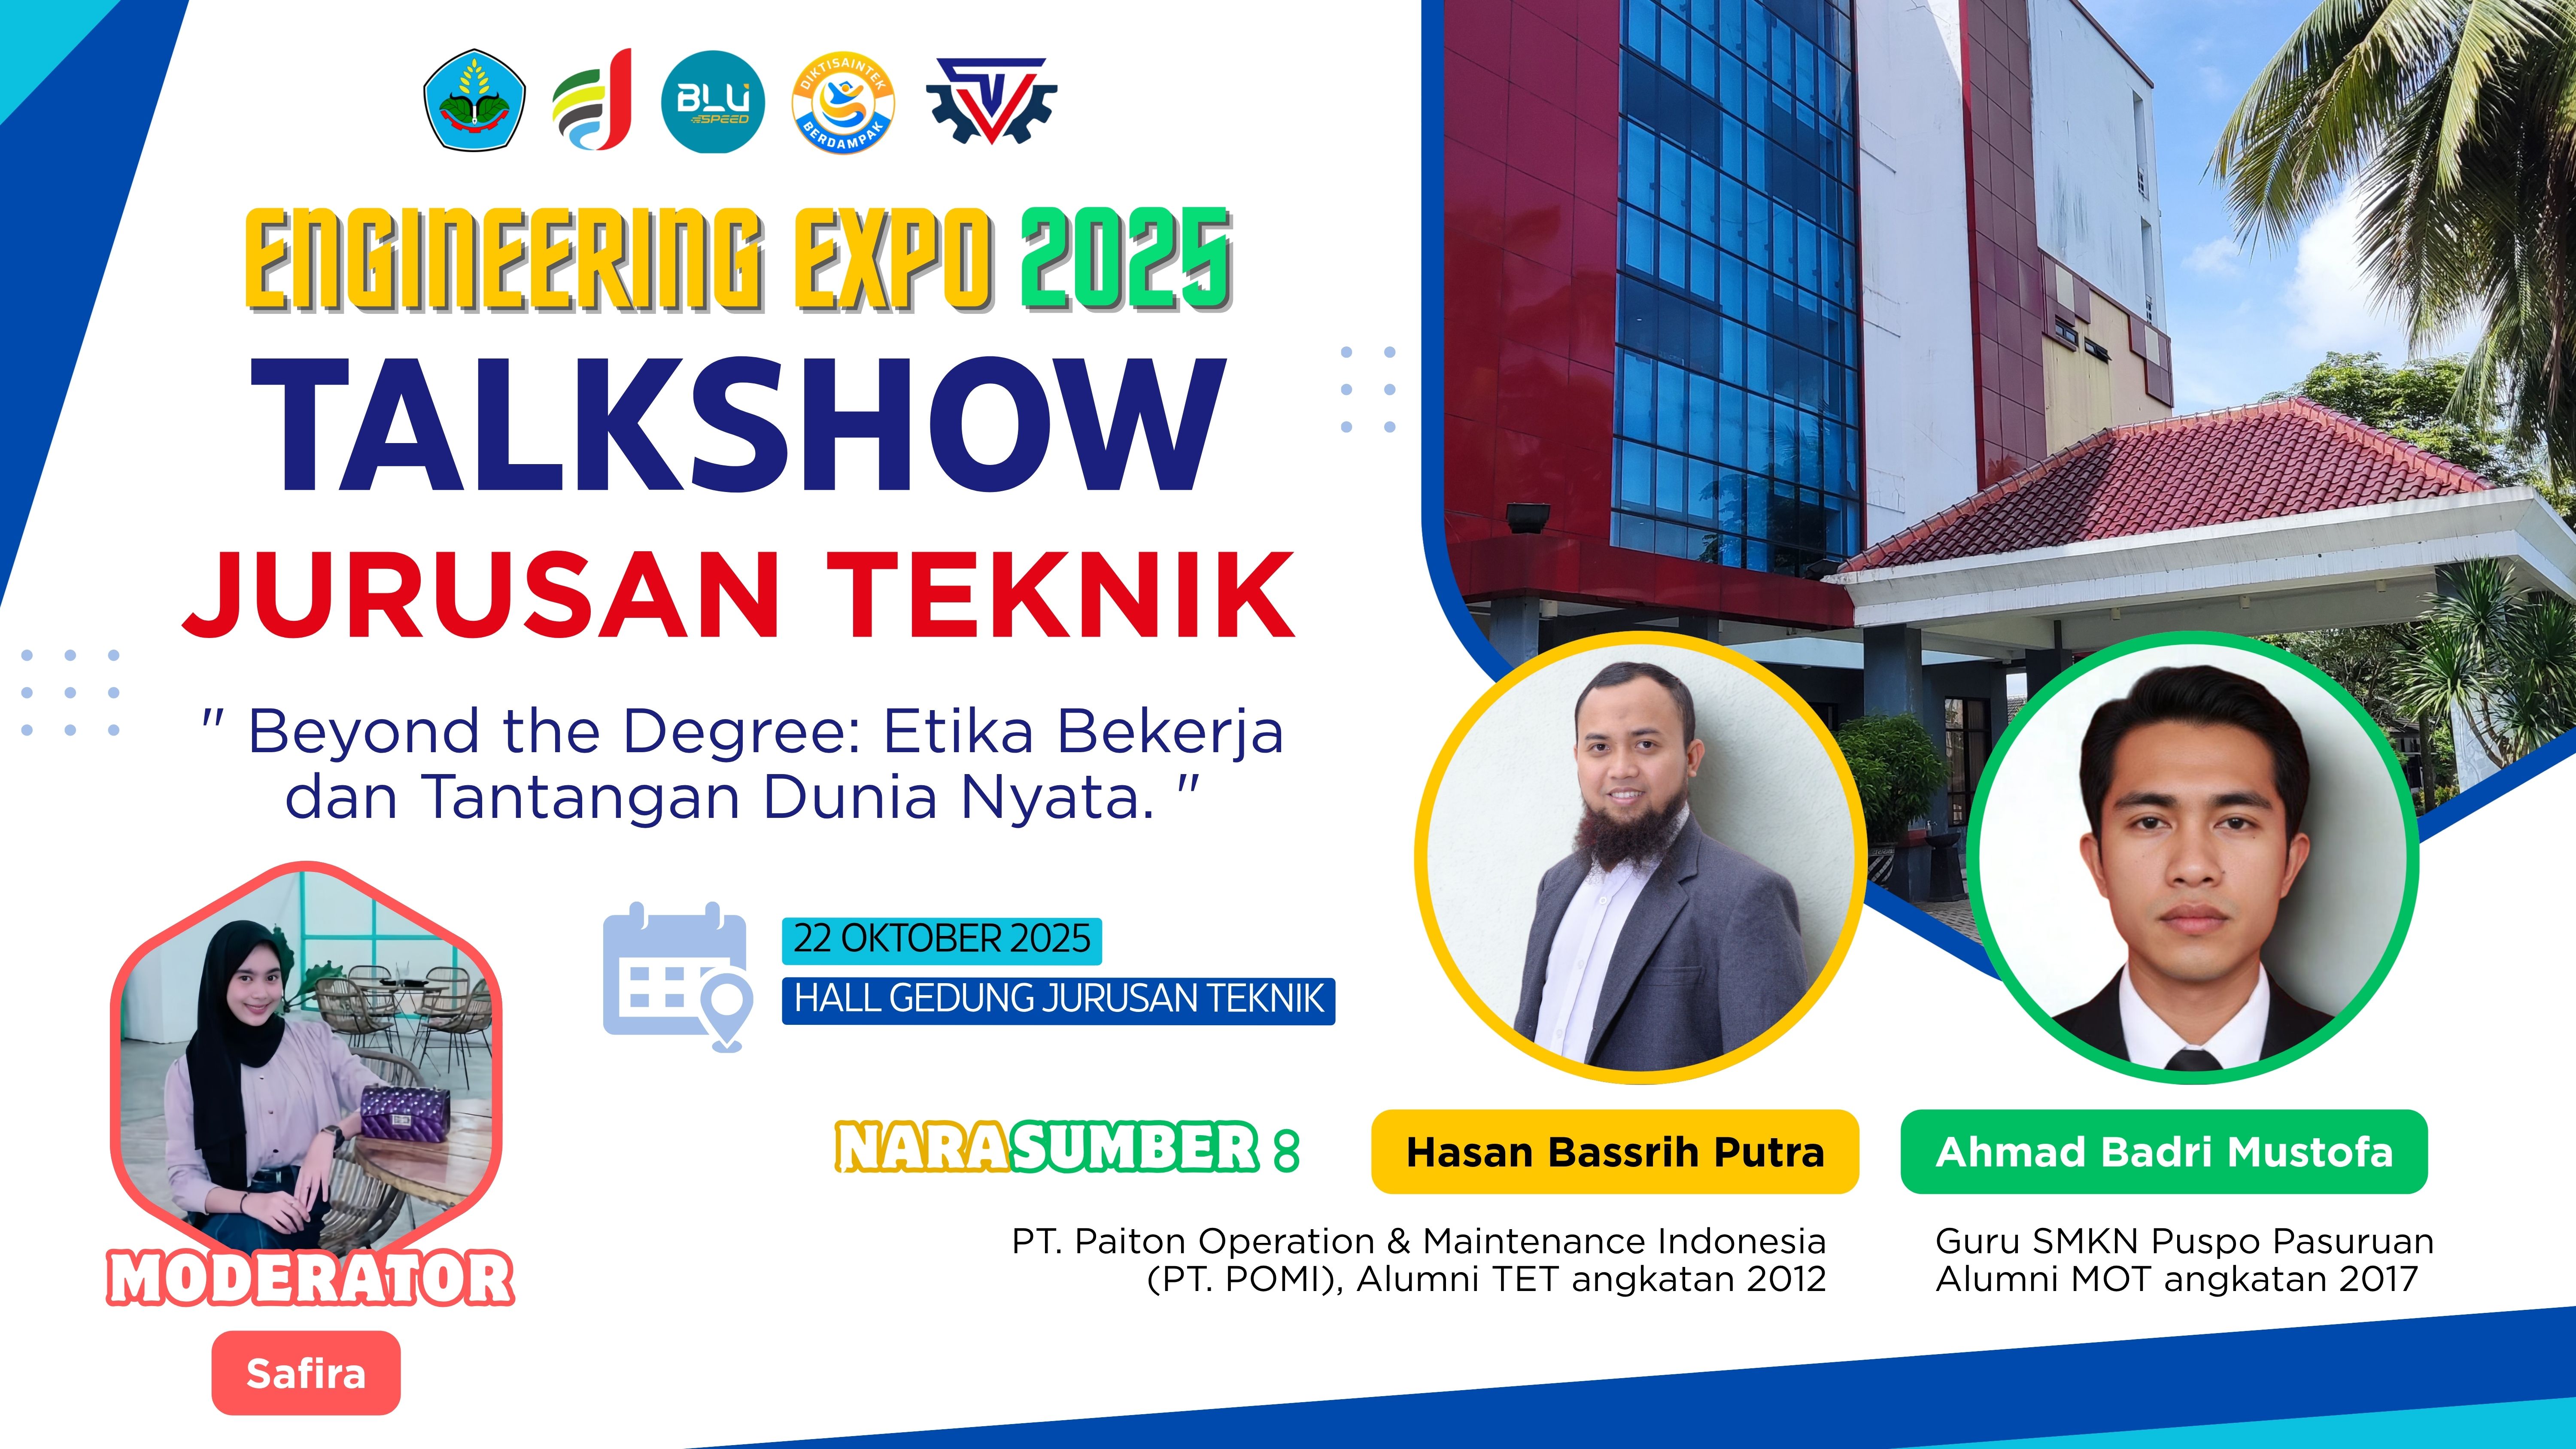 BLU
SPEED
DIKTISAINTEK
BERDAMPAK
ENGINEERING EXPO 2025
TALKSHOW
JURUSAN TEKNIK
" Beyond the Degree: Etika Bekerja
dan Tantangan Dunia Nyata. "
22 OKTOBER 2025
HALL GEDUNG JURUSAN TEKNIK
NARASUMBER :
Hasan Bassrih Putra
PT. Paiton Operation & Maintenance Indonesia
(PT. POMI), Alumni TET angkatan 2012
Ahmad Badri Mustofa
Guru SMKN Puspo Pasuruan
Alumni MOT angkatan 2017
MODERATOR
Safira